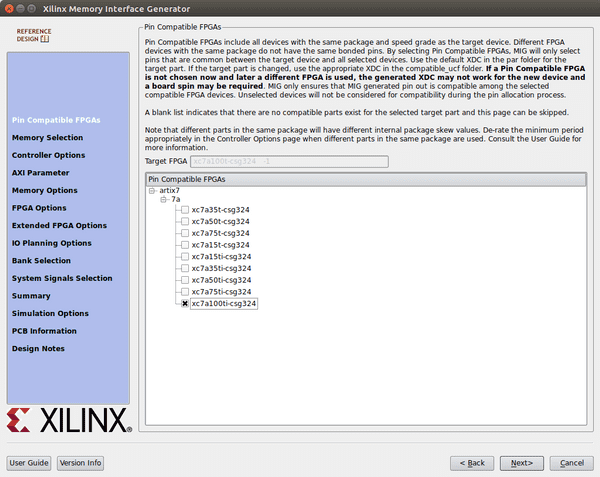 Xilinx Memory Interface Generator
REFERENCE
DESIGN
Pin Compatible FPGAs
Memory Selection
Controller Options
AXI Parameter
Memory Options
FPGA Options
Extended FPGA Options
IO Planning Options
Bank Selection
System Signals Selection
Summary
Simulation Options
PCB Information
Design Notes
XILINX®
Pin Compatible FPGAs
Pin Compatible FPGAs include all devices with the same package and speed grade as the target device. Different FPGA
devices with the same package do not have the same bonded pins. By selecting Pin Compatible FPGAs, MIG will only select
pins that are common between the target device and all selected devices. Use the default XDC in the par folder for the
target part. If the target part is changed, use the appropriate XDC in the compatible_ucf folder. If a Pin Compatible FPGA
is not chosen now and later a different FPGA is used, the generated XDC may not work for the new device and
a board spin may be required. MIG only ensures that MIG generated pin out is compatible among the selected
compatible FPGA devices. Unselected devices will not be considered for compatibility during the pin allocation process.
A blank list indicates that there are no compatible parts exist for the selected target part and this page can be skipped.
Note that different parts in the same package will have different internal package skew values. De-rate the minimum period
appropriately in the Controller Options page when different parts in the same package are used. Consult the User Guide for
more information.
Target FPGA xc7a100t-csg324 -1
Pin Compatible FPGAs
artix7
7a
xc7a35t-csg324
xc7a50t-csg324
xc7a75t-csg324
xc7a15t-csg324
xc7a15ti-csg324
xc7a35ti-csg324
xc7a50ti-csg324
xc7a75ti-csg324
xc7a100ti-csg324
User Guide
Version Info
< Back
Next>
Cancel